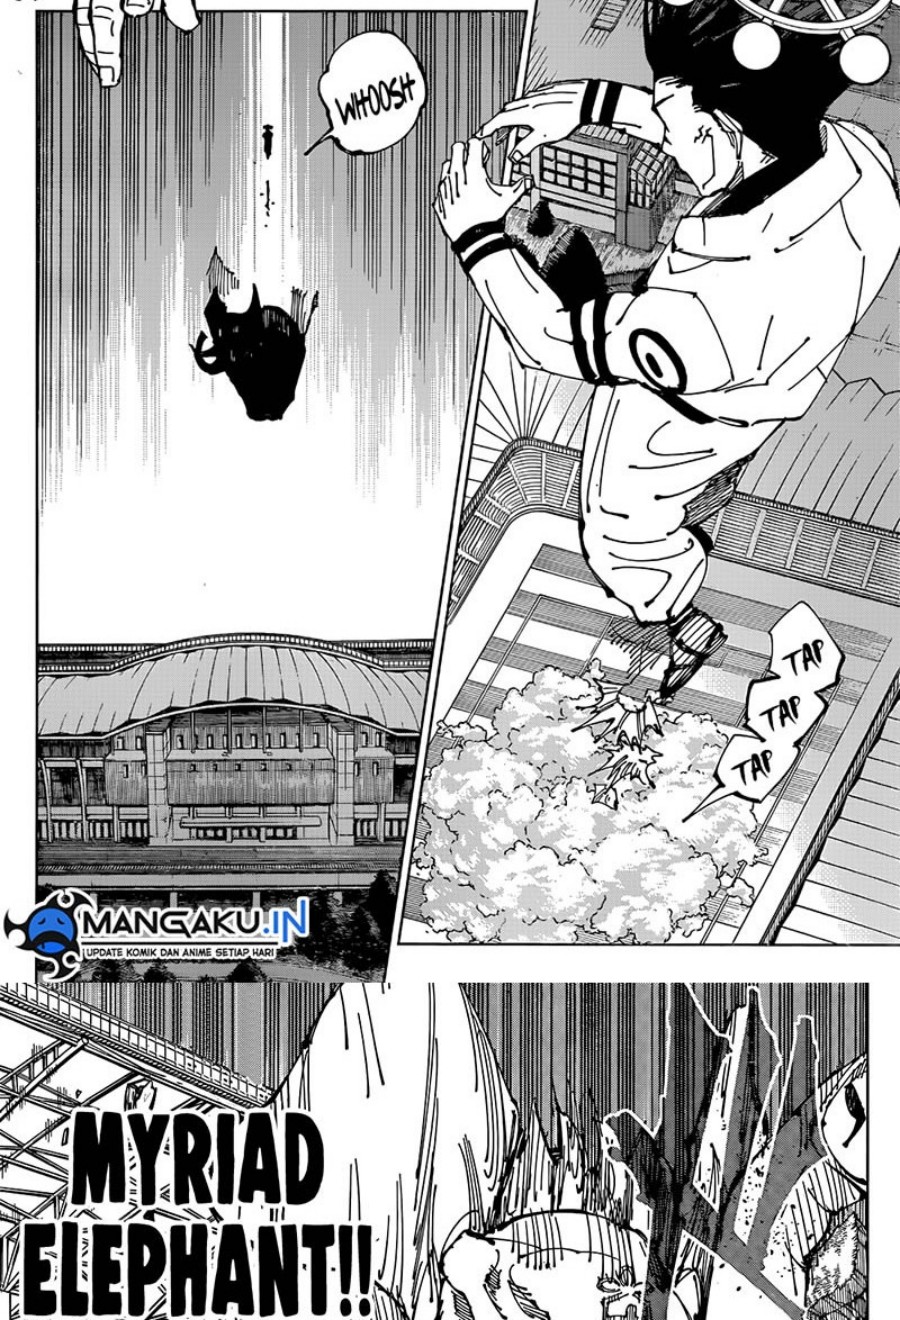 WHOOSH
TAP
TAP
TAP
MANGAKU.IN
UPDATE KOMIK DAN ANIME SETIAP HARI
MYRIAD
ELEPHANT!!